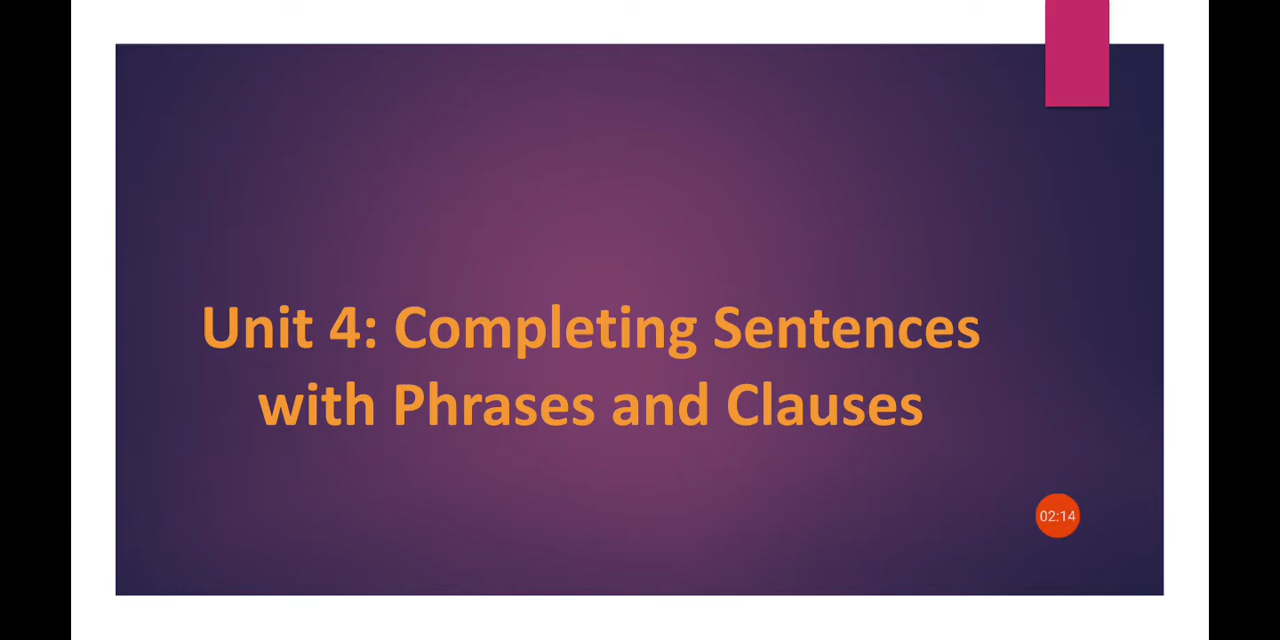 Unit 4: Completing Sentences
with Phrases and Clauses
02:14